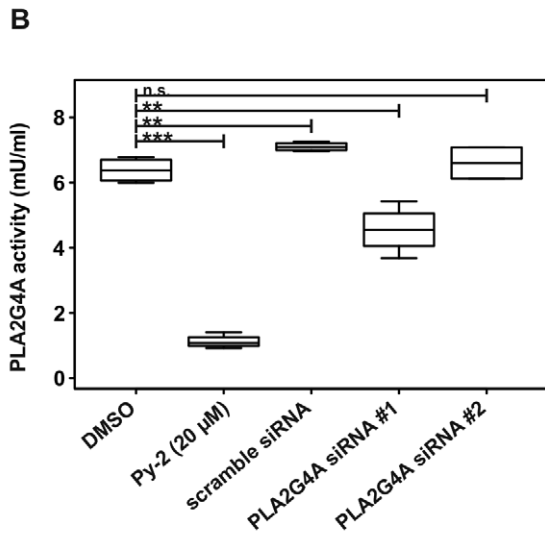 B
n.s.
**
**
***
PLA2G4A activity (mU/ml)
8
6
4
2
0
DMSO
Py-2 (20 µM)
scramble siRNA
PLA2G4A siRNA #1
PLA2G4A siRNA #2